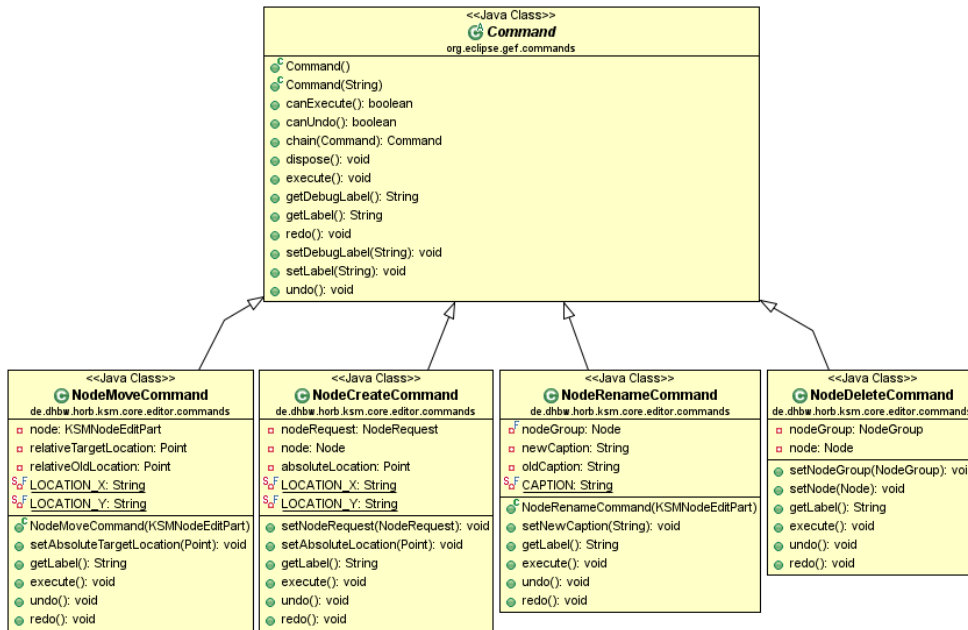 <<Java Class>>
Command
org.eclipse.gef.commands
Command()
Command(String)
canExecute(): boolean
canUndo(): boolean
chain(Command): Command
dispose(): void
execute(): void
getDebugLabel(): String
getLabel(): String
redo(): void
setDebugLabel(String): void
setLabel(String): void
undo(): void
<<Java Class>>
NodeMoveCommand
de.dhbw.horb.ksm.core.editor.commands
node: KSMNodeEditPart
relativeTargetLocation: Point
relativeOldLocation: Point
LOCATION_X: String
LOCATION_Y: String
NodeMoveCommand(KSMNodeEditPart)
setAbsoluteTargetLocation(Point): void
getLabel(): String
execute(): void
undo(): void
redo(): void
<<Java Class>>
NodeCreateCommand
de.dhbw.horb.ksm.core.editor.commands
nodeRequest: NodeRequest
node: Node
absoluteLocation: Point
LOCATION_X: String
LOCATION_Y: String
setNodeRequest(NodeRequest): void
setAbsoluteLocation(Point): void
getLabel(): String
execute(): void
undo(): void
redo(): void
<<Java Class>>
NodeRenameCommand
de.dhbw.horb.ksm.core.editor.commands
nodeGroup: Node
newCaption: String
oldCaption: String
CAPTION: String
NodeRenameCommand(KSMNodeEditPart)
setNewCaption(String): void
getLabel(): String
execute(): void
undo(): void
redo(): void
<<Java Class>>
NodeDeleteCommand
de.dhbw.horb.ksm.core.editor.commands
nodeGroup: NodeGroup
node: Node
setNodeGroup(NodeGroup): void
setNode(Node): void
getLabel(): String
execute(): void
undo(): void
redo(): void